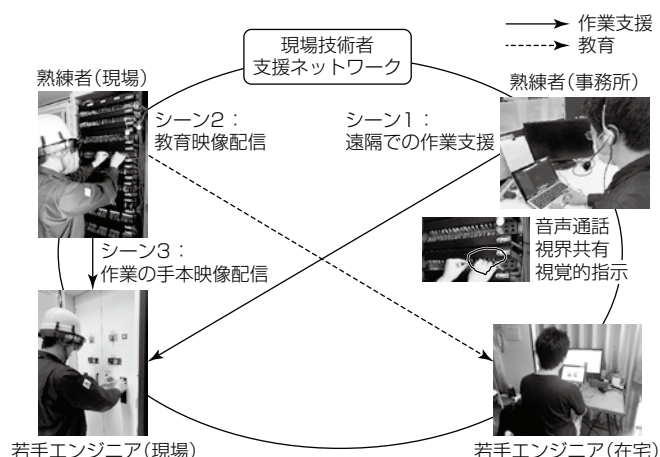 作業支援
教育
現場技術者
支援ネットワーク
熟練者(現場)
熟練者(事務所)
シーン2：
教育映像配信
シーン1：
遠隔での作業支援
音声通話
視界共有
視覚的指示
シーン3：
作業の手本映像配信
若手エンジニア(現場)
若手エンジニア(在宅)